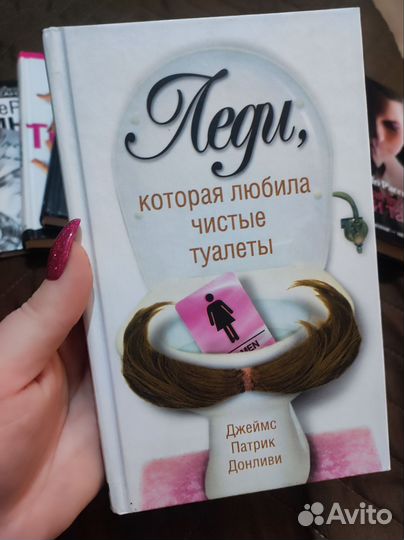 Леди,
которая любила
чистые
туалеты
MEN
Джеймс
Патрик
Донливи
Avito